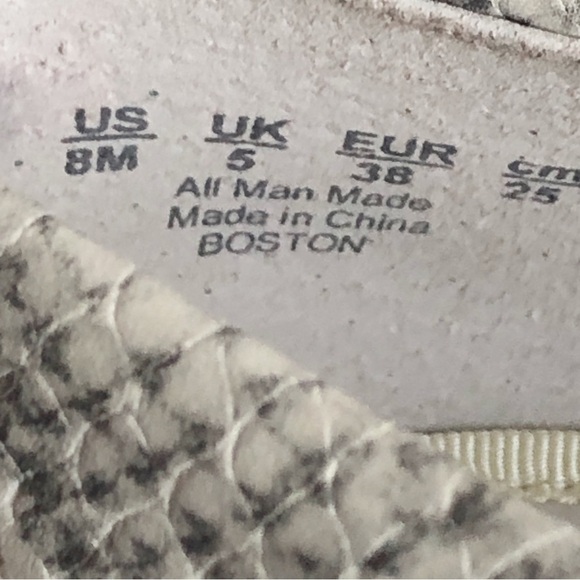 US UK EUR cm
8M 5 38 25
All Man Made
Made in China
BOSTON